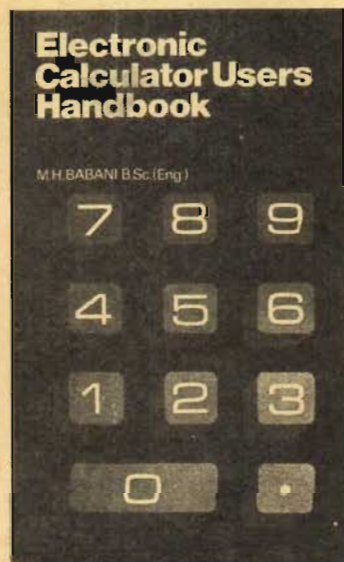 Electronic
Calculator Users
Handbook
M.H.BABANI B.Sc.(Eng.)
7 8 9
4 5 6
1 2 3
0 .